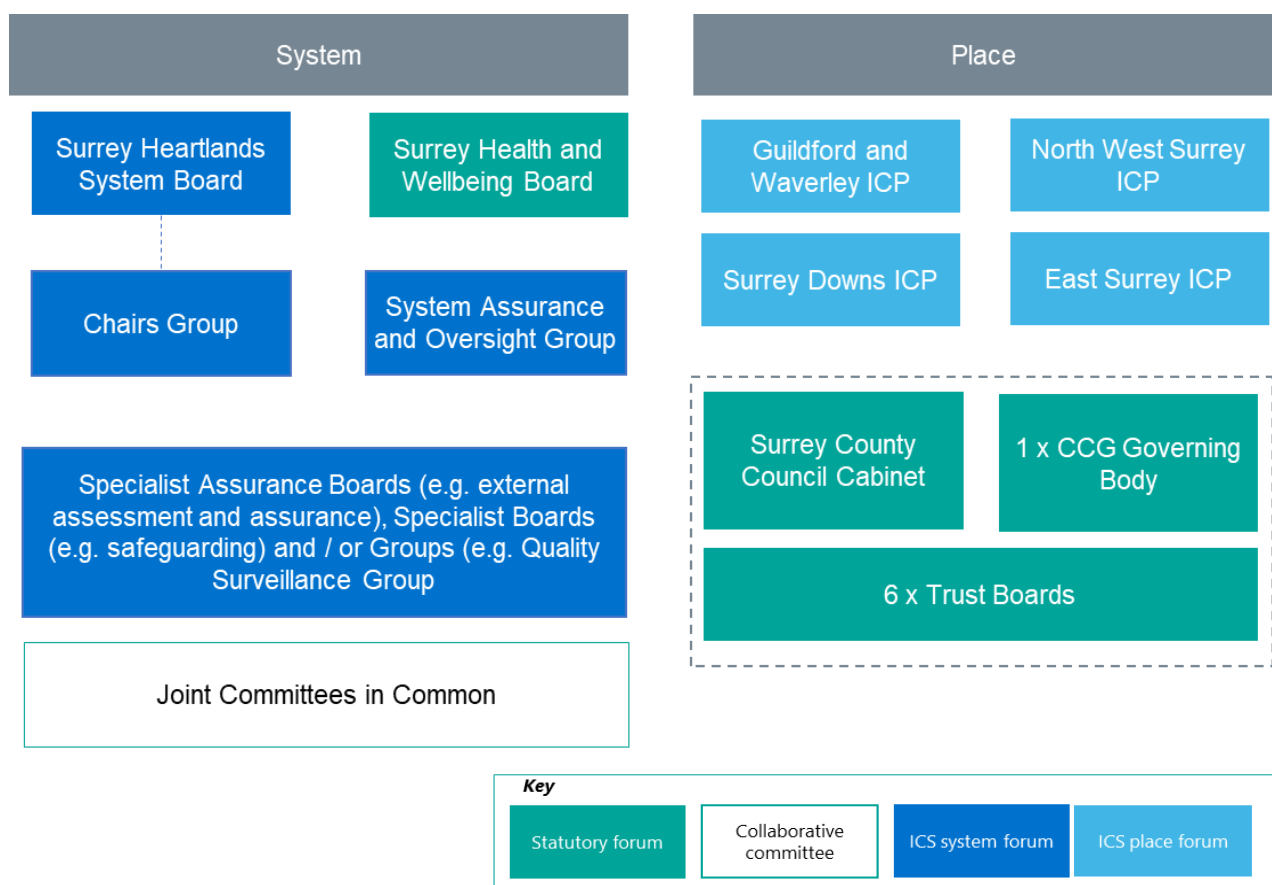 System
Surrey Heartlands
System Board
Surrey Health and
Wellbeing Board
Chairs Group
System Assurance
and Oversight Group
Specialist Assurance Boards (e.g. external
assessment and assurance), Specialist Boards
(e.g. safeguarding) and / or Groups (e.g. Quality
Surveillance Group
Joint Committees in Common
Place
Guildford and
Waverley ICP
North West Surrey
ICP
Surrey Downs ICP
East Surrey ICP
Surrey County
Council Cabinet
1 x CCG Governing
Body
6 x Trust Boards
Key
Statutory forum
Collaborative
committee
ICS system forum
ICS place forum